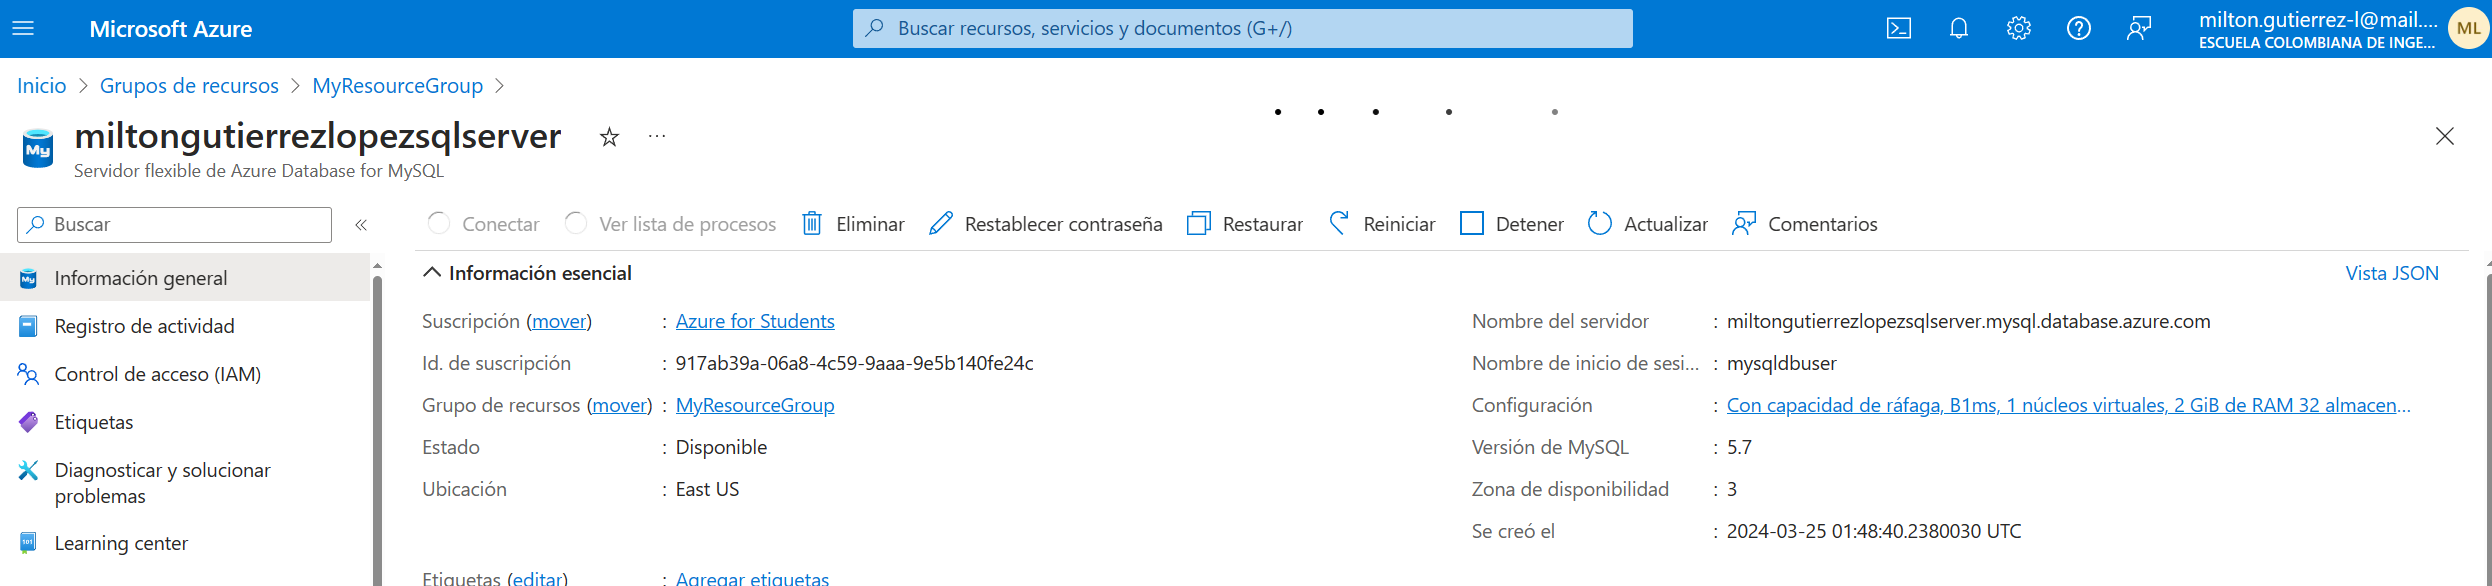 Microsoft Azure
Buscar recursos, servicios y documentos (G+/)
milton.gutierrez-l@mail....
ESCUELA COLOMBIANA DE INGE...
ML
Inicio > Grupos de recursos > MyResourceGroup >
My
miltongutierrezlopezsqlserver
Servidor flexible de Azure Database for MySQL
Buscar
Conectar Ver lista de procesos Eliminar Restablecer contraseña Restaurar Reiniciar Detener Actualizar Comentarios
Información general
Registro de actividad
Control de acceso (IAM)
Etiquetas
Diagnosticar y solucionar
problemas
Learning center
Información esencial
Vista JSON
Suscripción (mover) : Azure for Students
Id. de suscripción : 917ab39a-06a8-4c59-9aaa-9e5b140fe24c
Grupo de recursos (mover) : MyResourceGroup
Estado : Disponible
Ubicación : East US
Nombre del servidor : miltongutierrezlopezsqlserver.mysql.database.azure.com
Nombre de inicio de sesi... : mysqldbuser
Configuración : Con capacidad de ráfaga, B1ms, 1 núcleos virtuales, 2 GiB de RAM 32 almacen...
Versión de MySQL : 5.7
Zona de disponibilidad : 3
Se creó el : 2024-03-25 01:48:40.2380030 UTC
Etiquetas (editar) : Agregar etiquetas